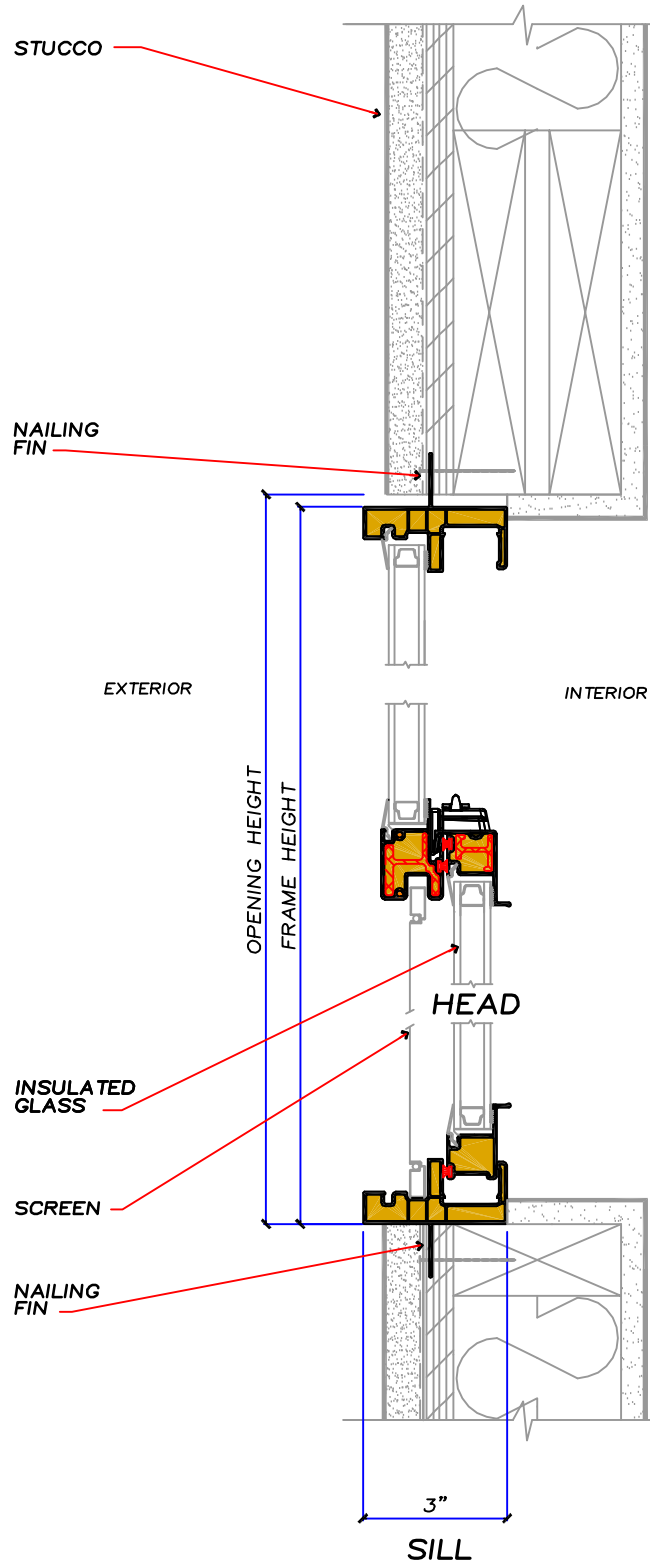 STUCCO
NAILING
FIN
EXTERIOR
INTERIOR
OPENING HEIGHT
FRAME HEIGHT
HEAD
INSULATED
GLASS
SCREEN
NAILING
FIN
3"
SILL